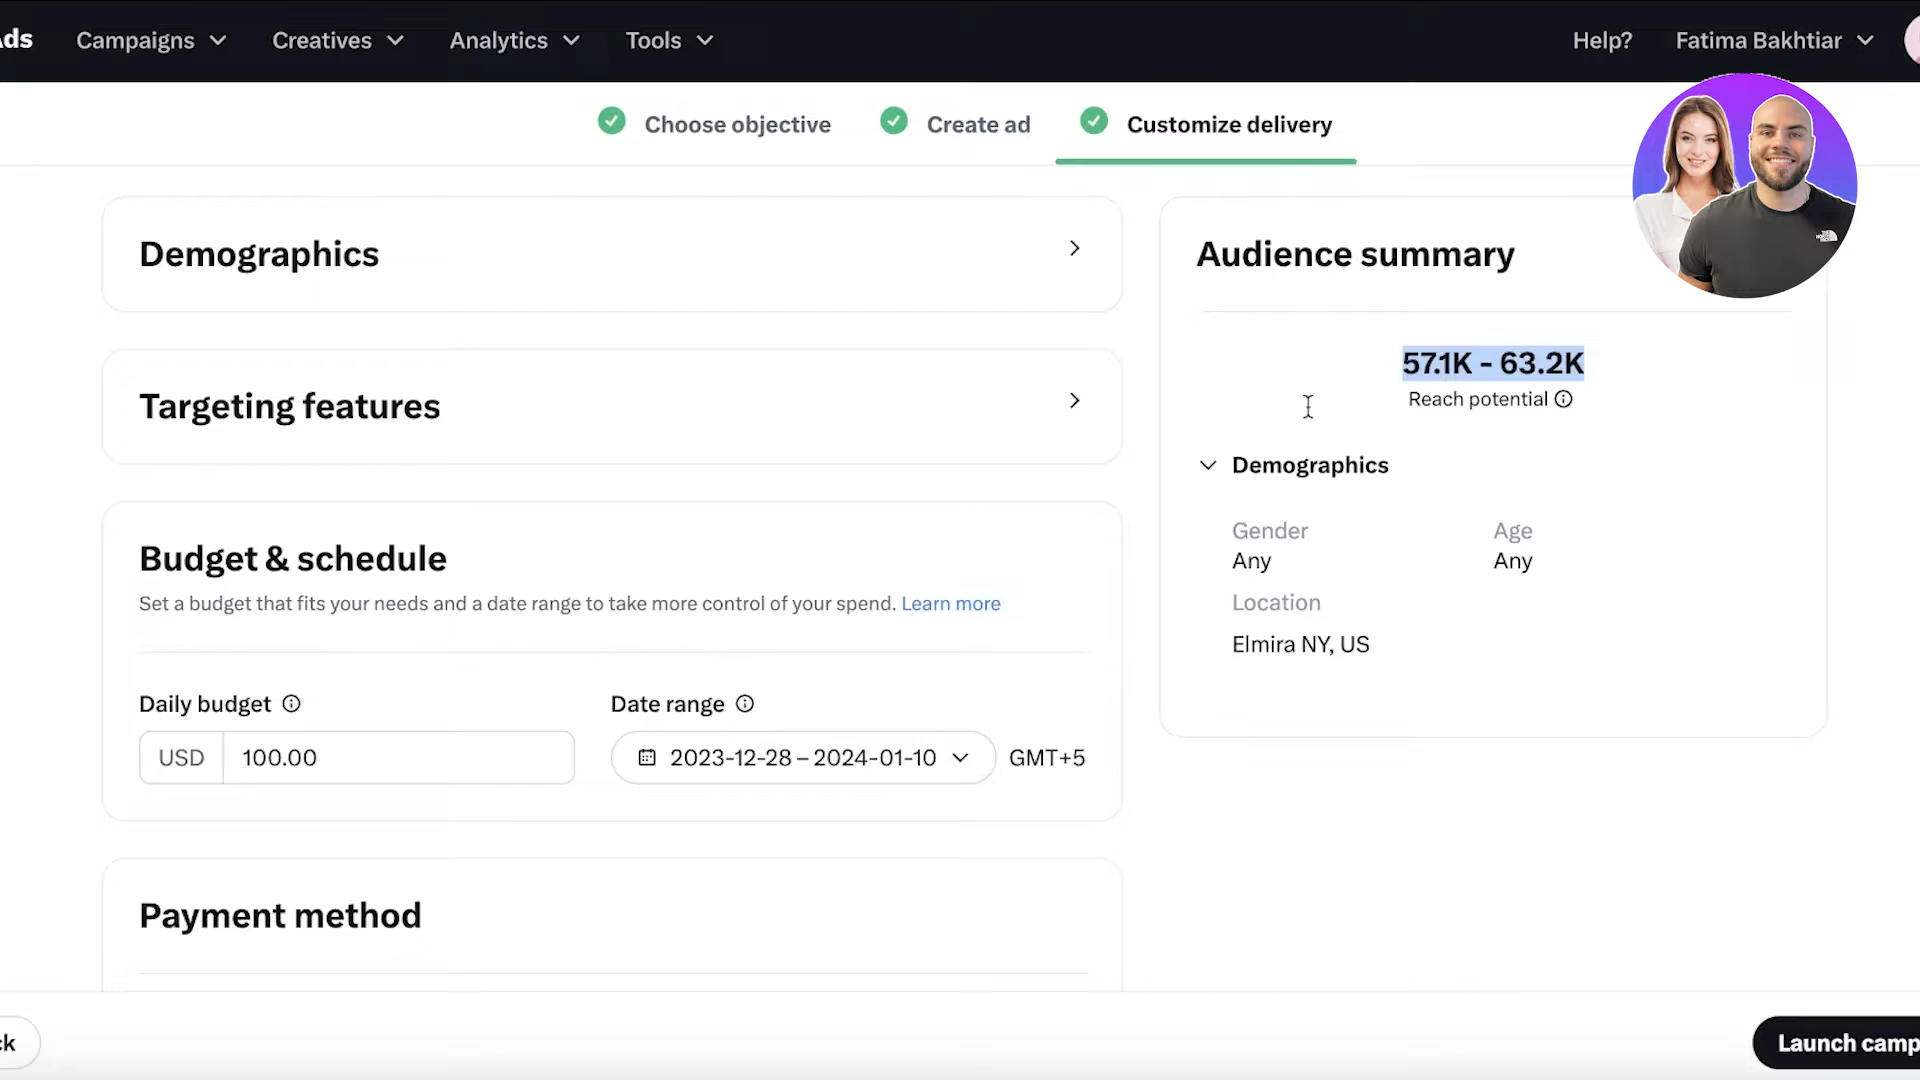 Ads
Campaigns
Creatives
Analytics
Tools
Help?
Fatima Bakhtiar
Choose objective
Create ad
Customize delivery
Demographics
Targeting features
Budget & schedule
Set a budget that fits your needs and a date range to take more control of your spend. Learn more
Daily budget
Date range
USD 100.00
2023-12-28 – 2024-01-10 GMT+5
Payment method
Audience summary
57.1K - 63.2K
Reach potential
Demographics
Gender
Any
Age
Any
Location
Elmira NY, US
ck
Launch camp